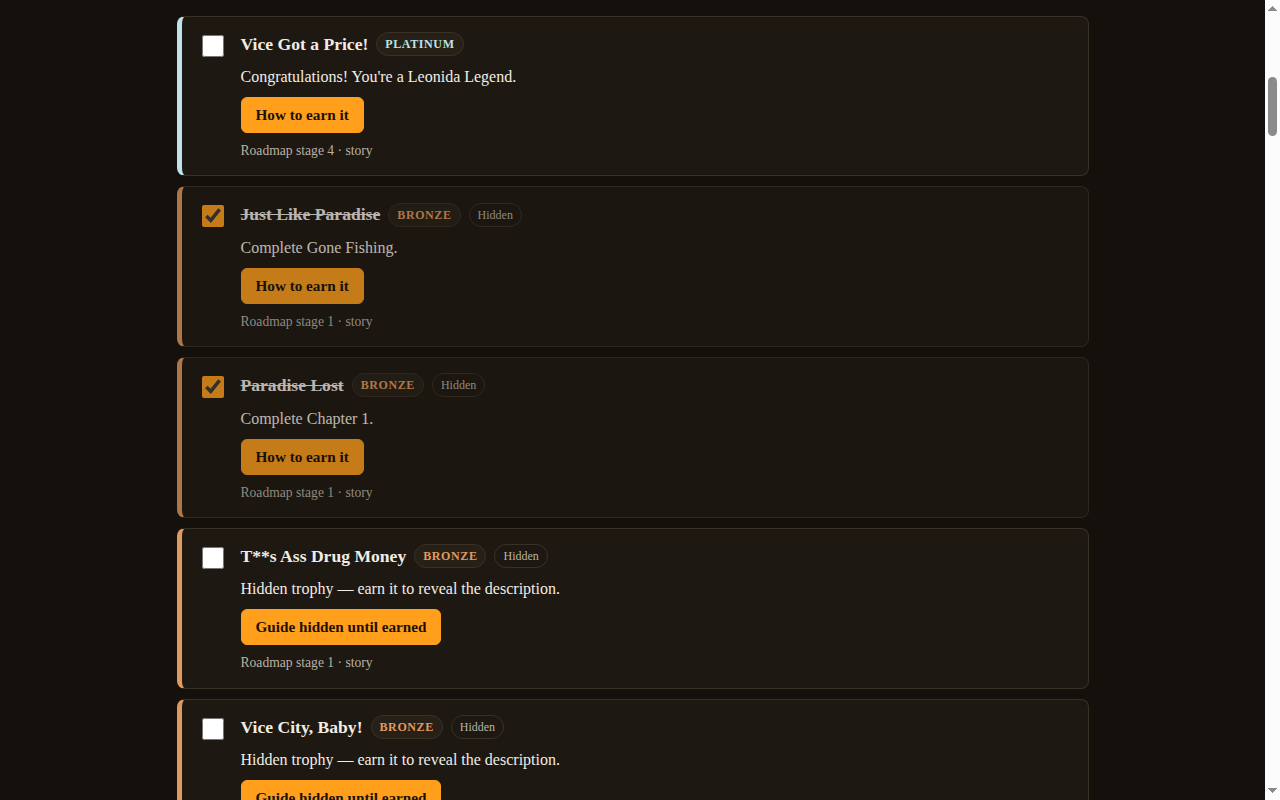 Vice Got a Price! PLATINUM
Congratulations! You're a Leonida Legend.
How to earn it
Roadmap stage 4 · story
Just Like Paradise BRONZE Hidden
Complete Gone Fishing.
How to earn it
Roadmap stage 1 · story
Paradise Lost BRONZE Hidden
Complete Chapter 1.
How to earn it
Roadmap stage 1 · story
T**s Ass Drug Money BRONZE Hidden
Hidden trophy — earn it to reveal the description.
Guide hidden until earned
Roadmap stage 1 · story
Vice City, Baby! BRONZE Hidden
Hidden trophy — earn it to reveal the description.
Guide hidden until earned